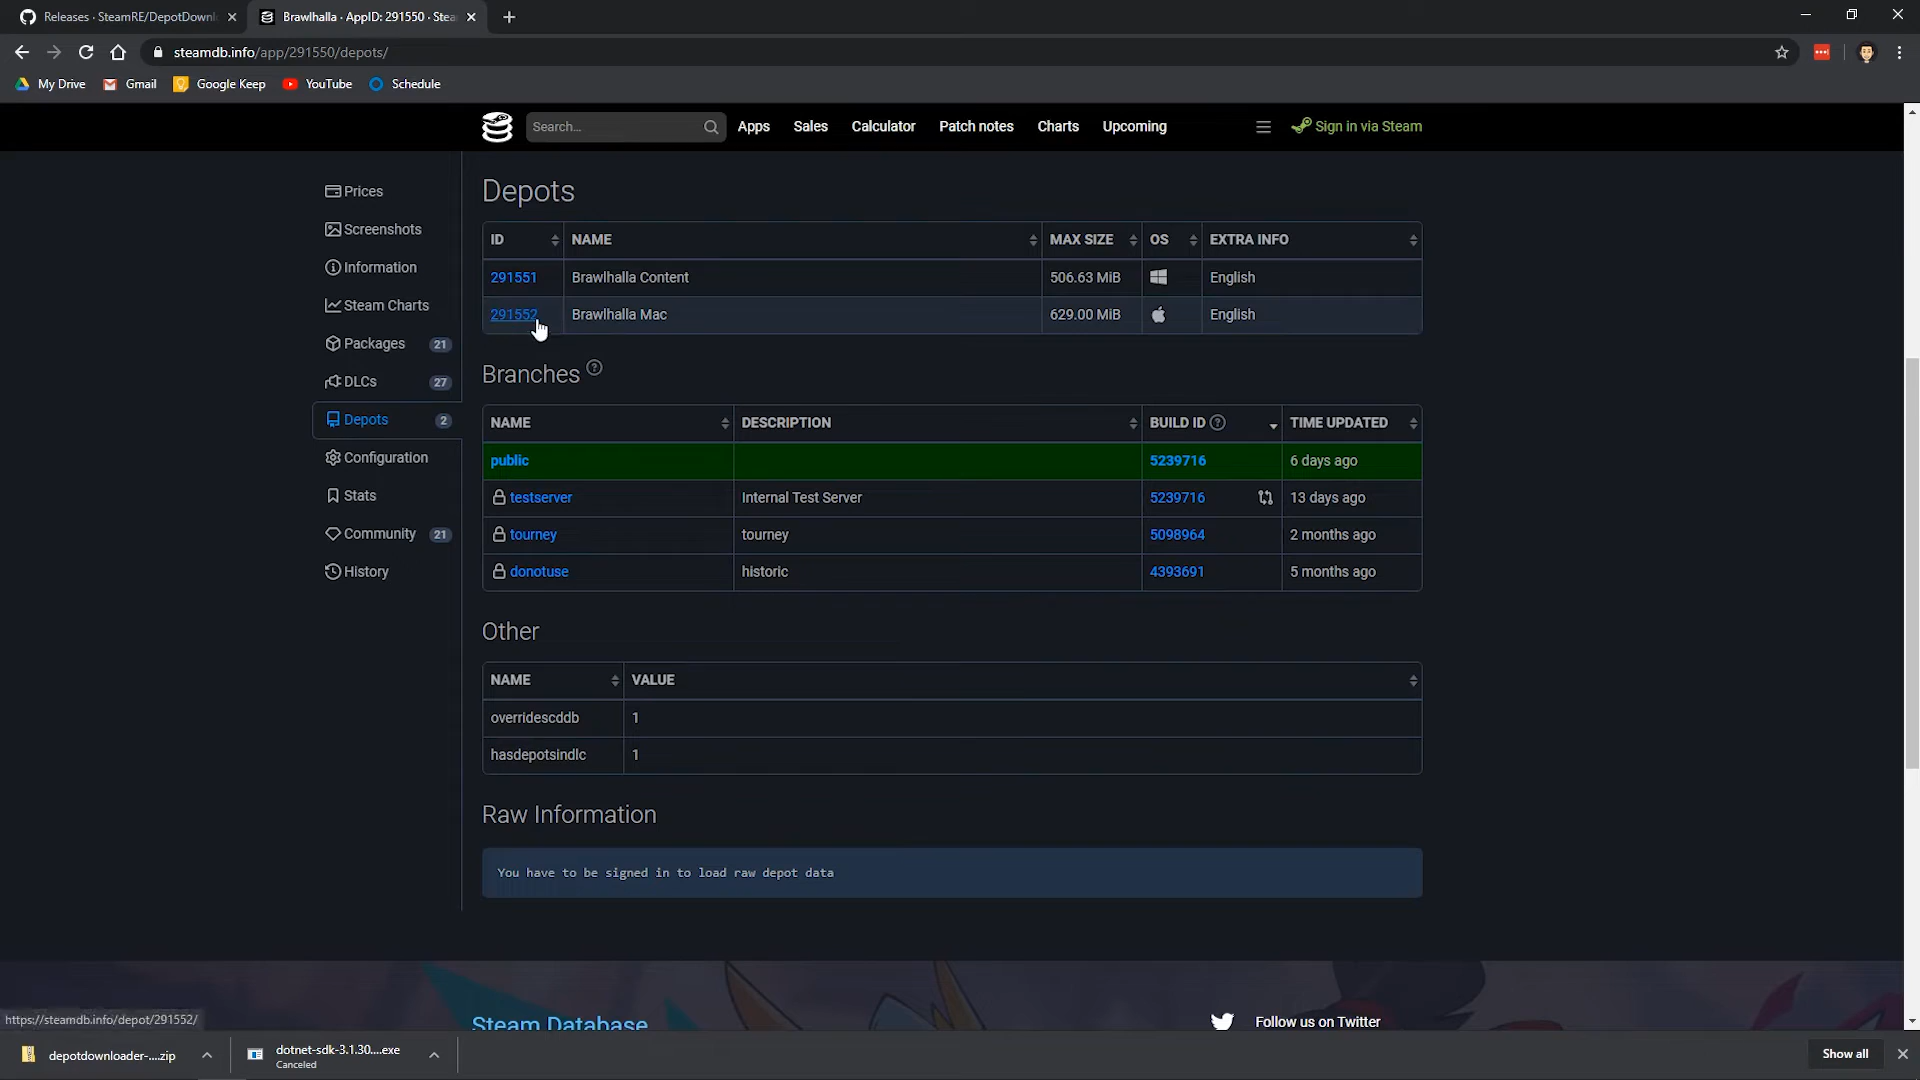 Releases · SteamRE/DepotDownl
Brawlhalla · AppID: 291550 · Stea
steamdb.info/app/291550/depots/
My Drive
Gmail
Google Keep
YouTube
Schedule
Search...
Apps
Sales
Calculator
Patch notes
Charts
Upcoming
Sign in via Steam
Prices
Screenshots
Information
Steam Charts
Packages 21
DLCs 27
Depots 2
Configuration
Stats
Community 21
History
Depots
ID NAME MAX SIZE OS EXTRA INFO
291551 Brawlhalla Content 506.63 MiB English
291552 Brawlhalla Mac 629.00 MiB English
Branches
NAME DESCRIPTION BUILD ID TIME UPDATED
public 5239716 6 days ago
testserver Internal Test Server 5239716 13 days ago
tourney tourney 5098964 2 months ago
donotuse historic 4393691 5 months ago
Other
NAME VALUE
overridescddb 1
hasdepotsindlc 1
Raw Information
You have to be signed in to load raw depot data
Steam Database
Follow us on Twitter
https://steamdb.info/depot/291552/
depotdownloader-....zip
dotnet-sdk-3.1.30....exe
Canceled
Show all